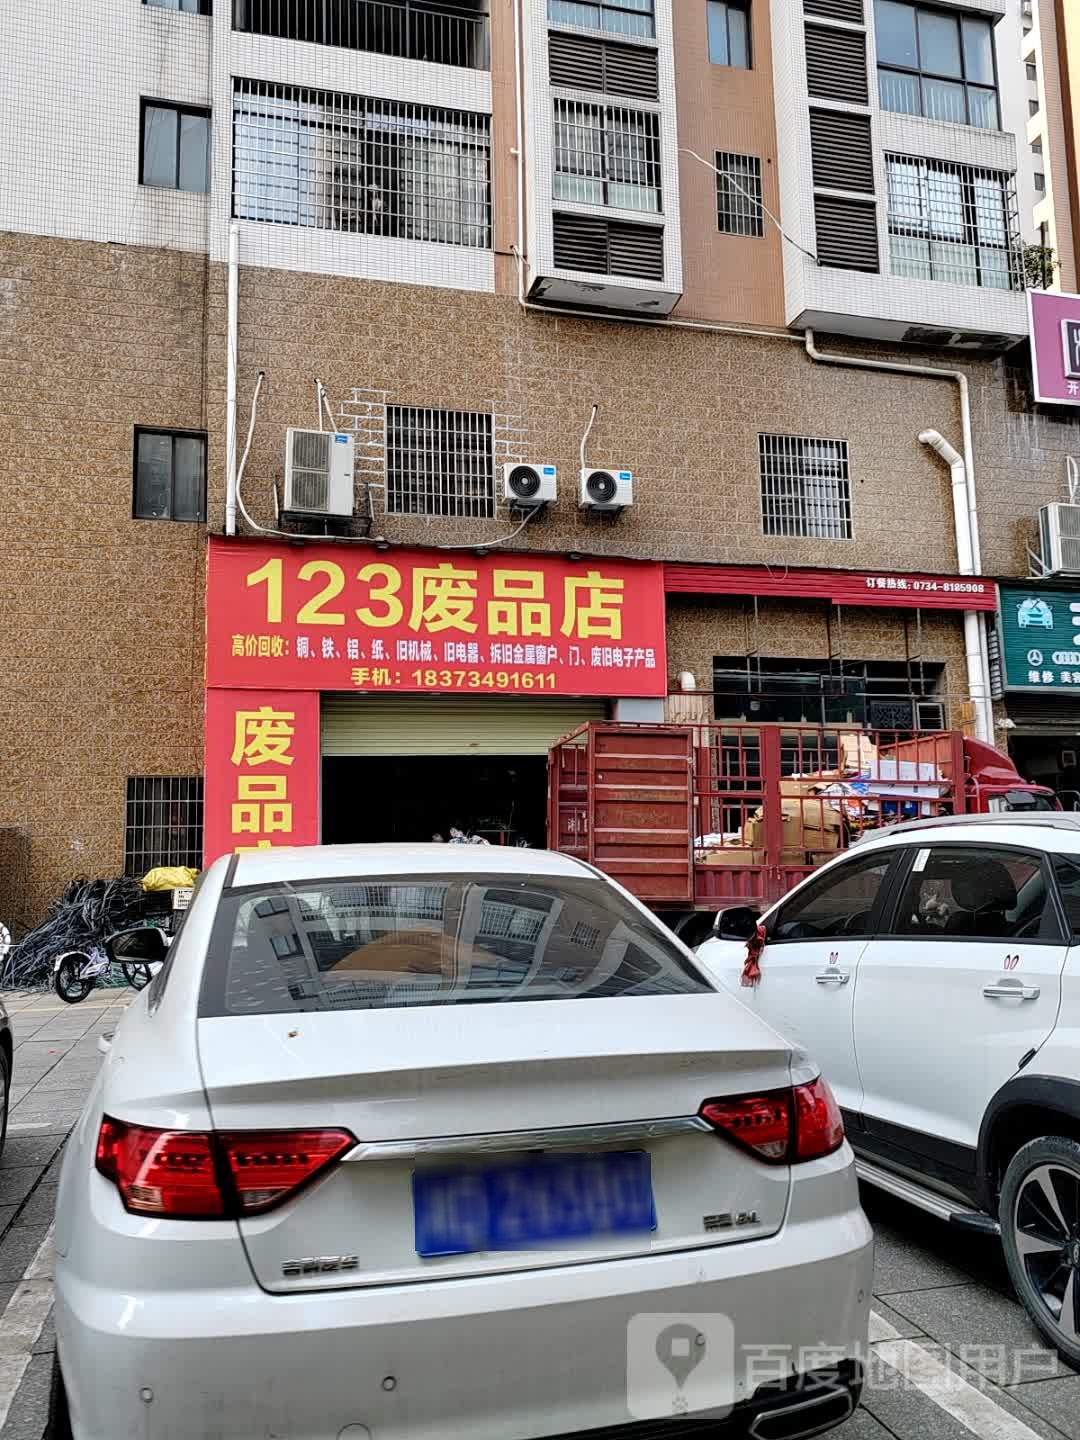 123废品店
高价回收：铜、铁、铝、纸、旧机械、旧电器、拆旧金属窗户、门、废旧电子产品
手机：18373491611
废
品
订餐热线：0734-8185908
开
维修 美容
百度地图用户